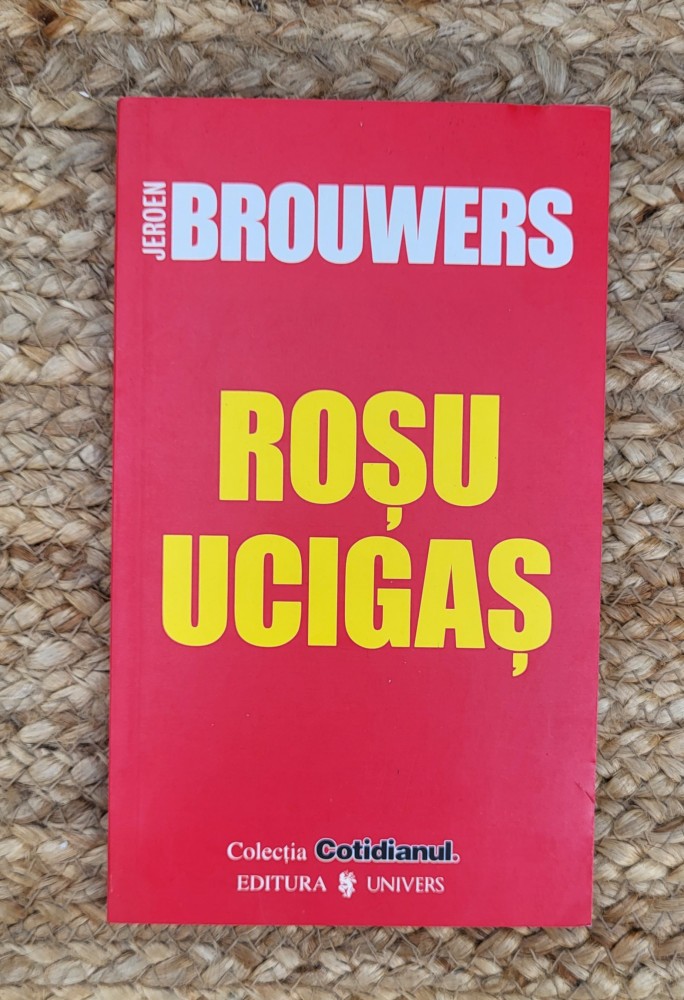 JEROEN
BROUWERS
ROȘU
UCIGAȘ
Colecția Cotidianul.
EDITURA UNIVERS